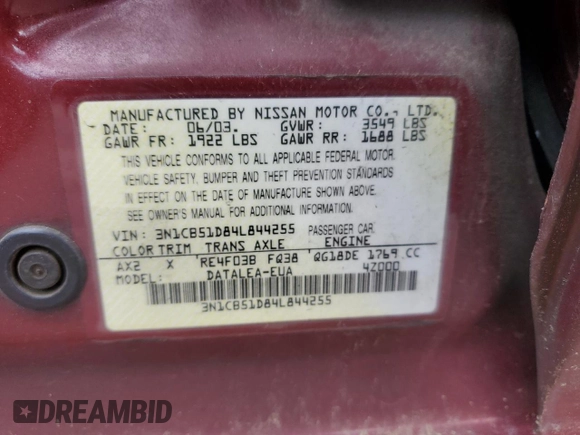 MANUFACTURED BY NISSAN MOTOR CO., LTD.
DATE: 06/03. GVWR: 3549 LBS
GAWR FR: 1922 LBS GAWR RR: 1688 LBS
THIS VEHICLE CONFORMS TO ALL APPLICABLE FEDERAL MOTOR
VEHICLE SAFETY, BUMPER AND THEFT PREVENTION STANDARDS
IN EFFECT ON THE DATE OF MANUFACTURE SHOWN ABOVE.
SEE OWNER'S MANUAL FOR ADDITIONAL INFORMATION.
VIN: 3N1CB51D84L844255 PASSENGER CAR.
COLOR TRIM TRANS AXLE ENGINE
AX2 X RE4F03B FQ38 QG18DE 1769 CC
MODEL: DATALEA-EUA 4Z000
3N1CB51D84L844255
DREAMBID